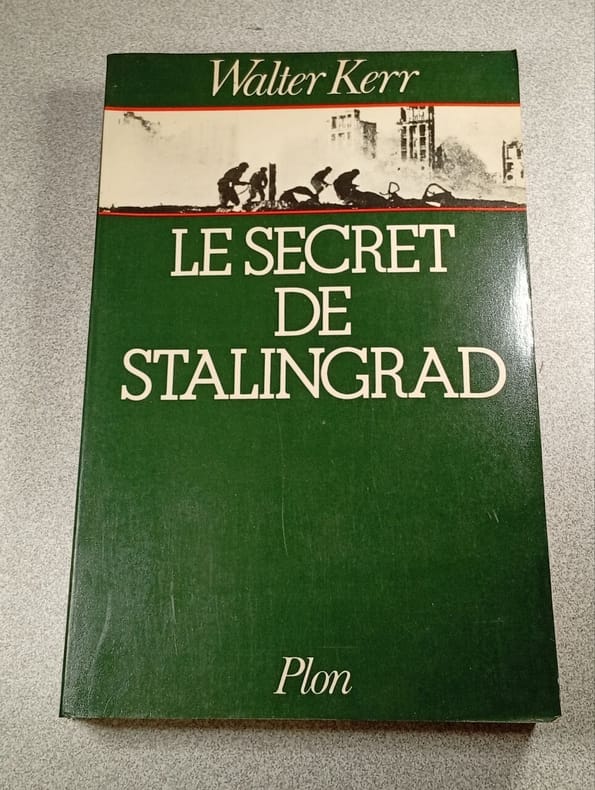 Walter Kerr
LE SECRET
DE
STALINGRAD
Plon